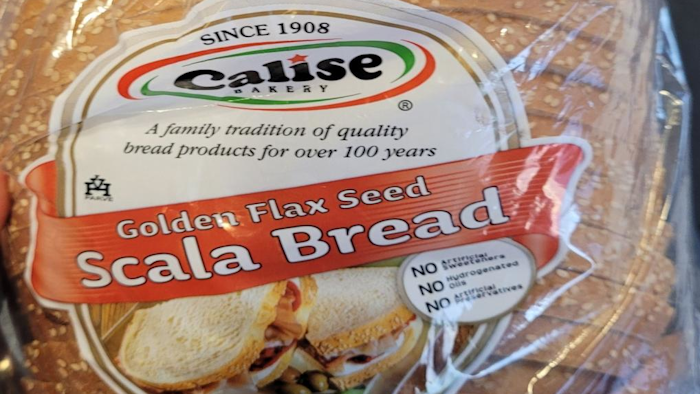 SINCE 1908
Calise
BAKERY
®
A family tradition of quality
bread products for over 100 years
PARVE
Golden Flax Seed
Scala Bread
NO Artificial Sweeteners
NO Hydrogenated Oils
NO Artificial Preservatives